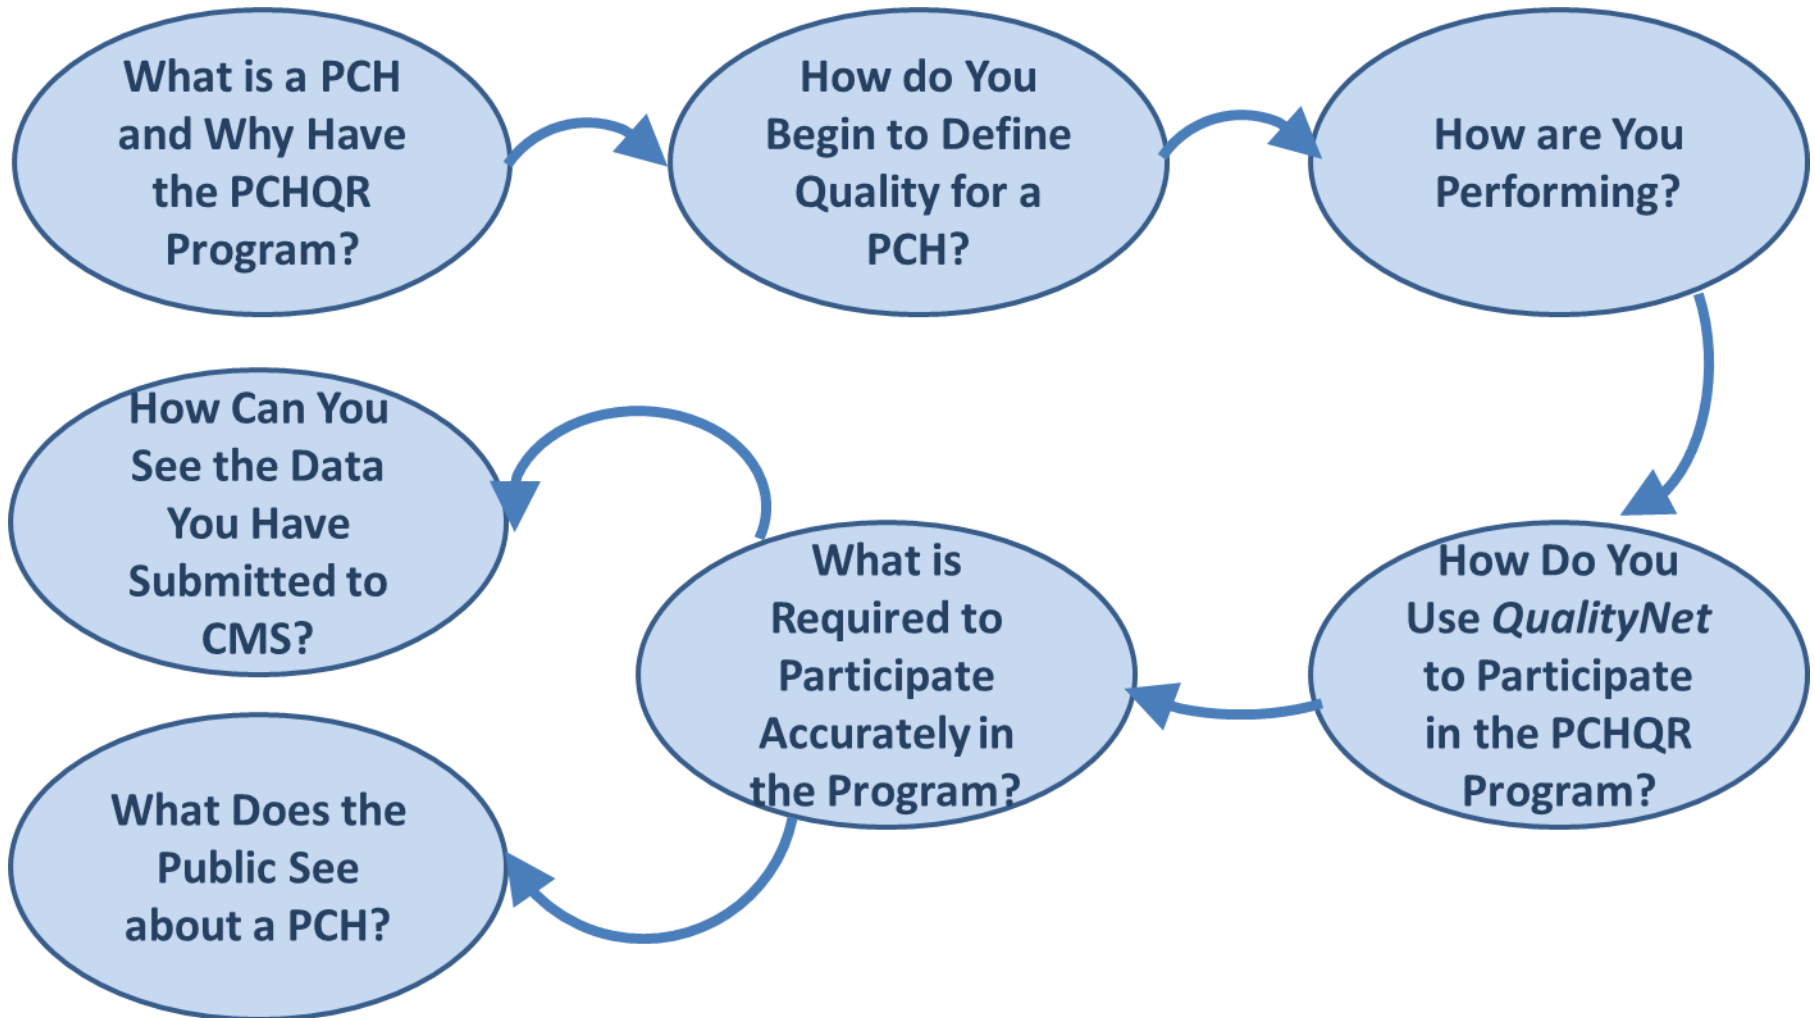 What is a PCH
and Why Have
the PCHQR
Program?
How do You
Begin to Define
Quality for a
PCH?
How are You
Performing?
How Do You
Use QualityNet
to Participate
in the PCHQR
Program?
What is
Required to
Participate
Accurately in
the Program?
How Can You
See the Data
You Have
Submitted to
CMS?
What Does the
Public See
about a PCH?